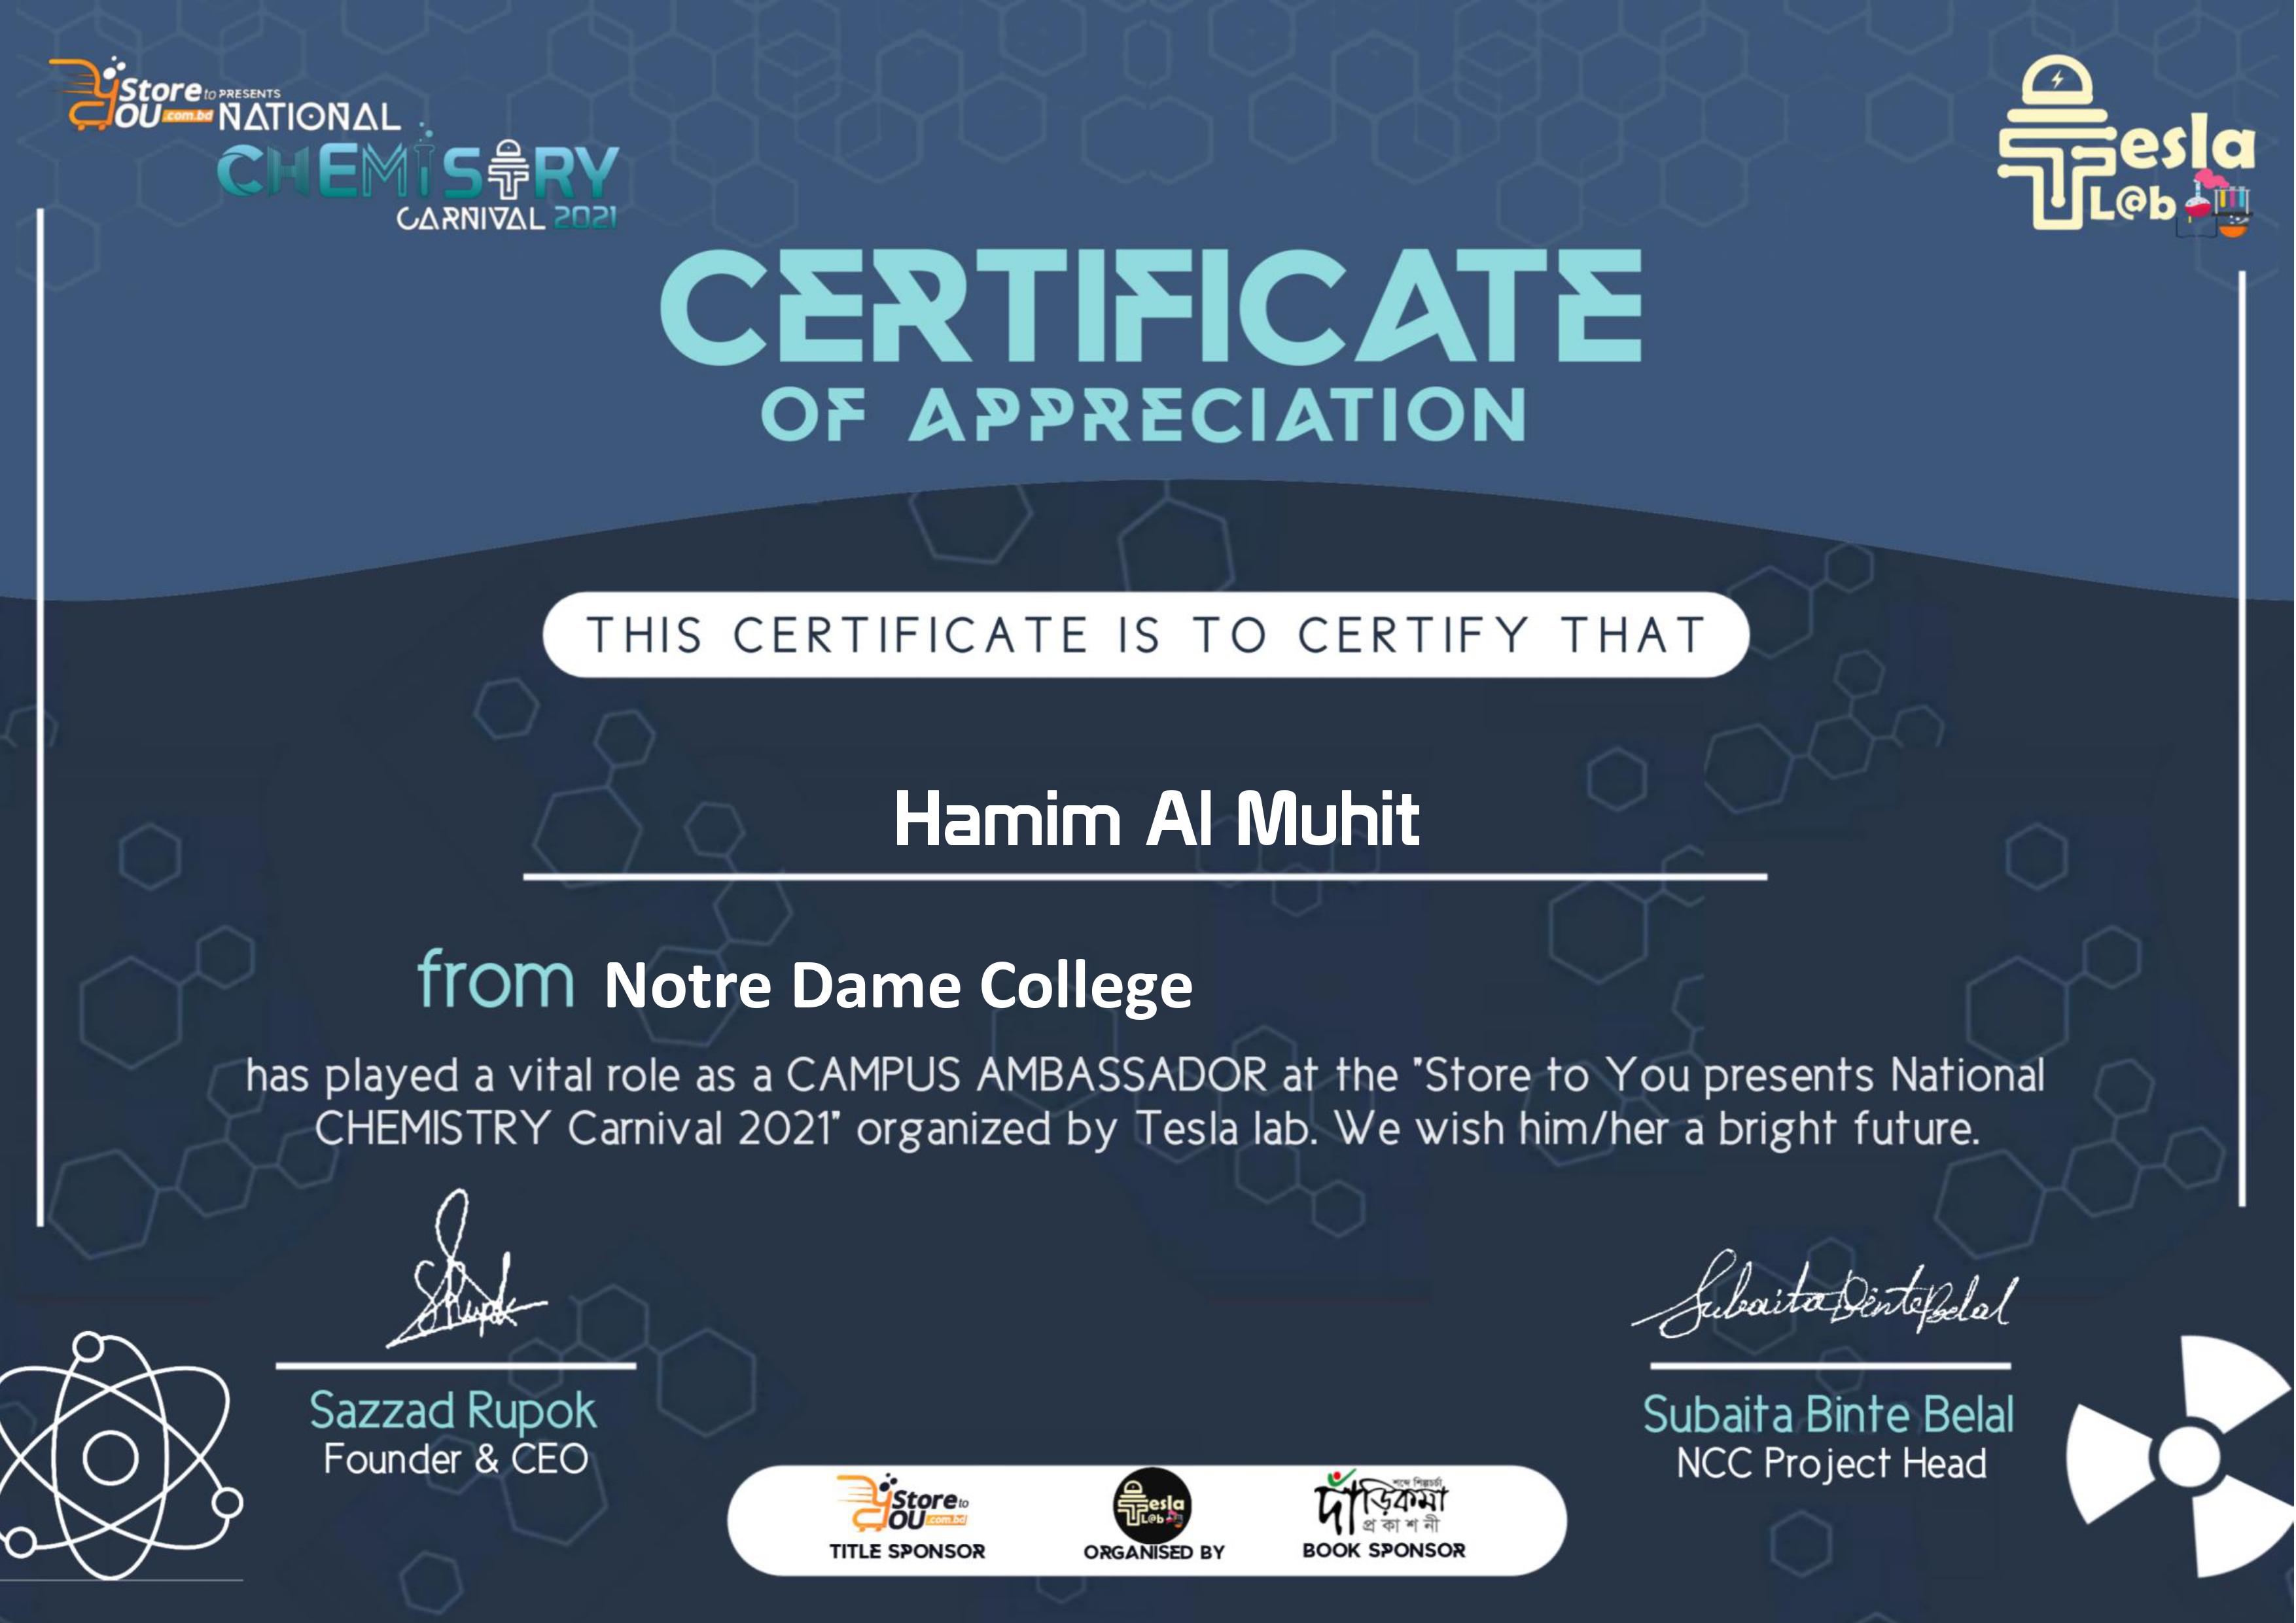 Store to PRESENTS
YOU .com.bd NATIONAL
CHEMISTRY
CARNIVAL 2021
Tesla
L@b
CERTIFICATE
OF APPRECIATION
THIS CERTIFICATE IS TO CERTIFY THAT
Hamim Al Muhit
from Notre Dame College
has played a vital role as a CAMPUS AMBASSADOR at the "Store to You presents National
CHEMISTRY Carnival 2021" organized by Tesla lab. We wish him/her a bright future.
Subaita Binte Belal
Sazzad Rupok
Founder & CEO
Subaita Binte Belal
NCC Project Head
Store to
YOU .com.bd
TITLE SPONSOR
Tesla
L@b
ORGANISED BY
শব্দে শিল্পচর্চা
দাঁড়িকমা
প্রকাশনী
BOOK SPONSOR